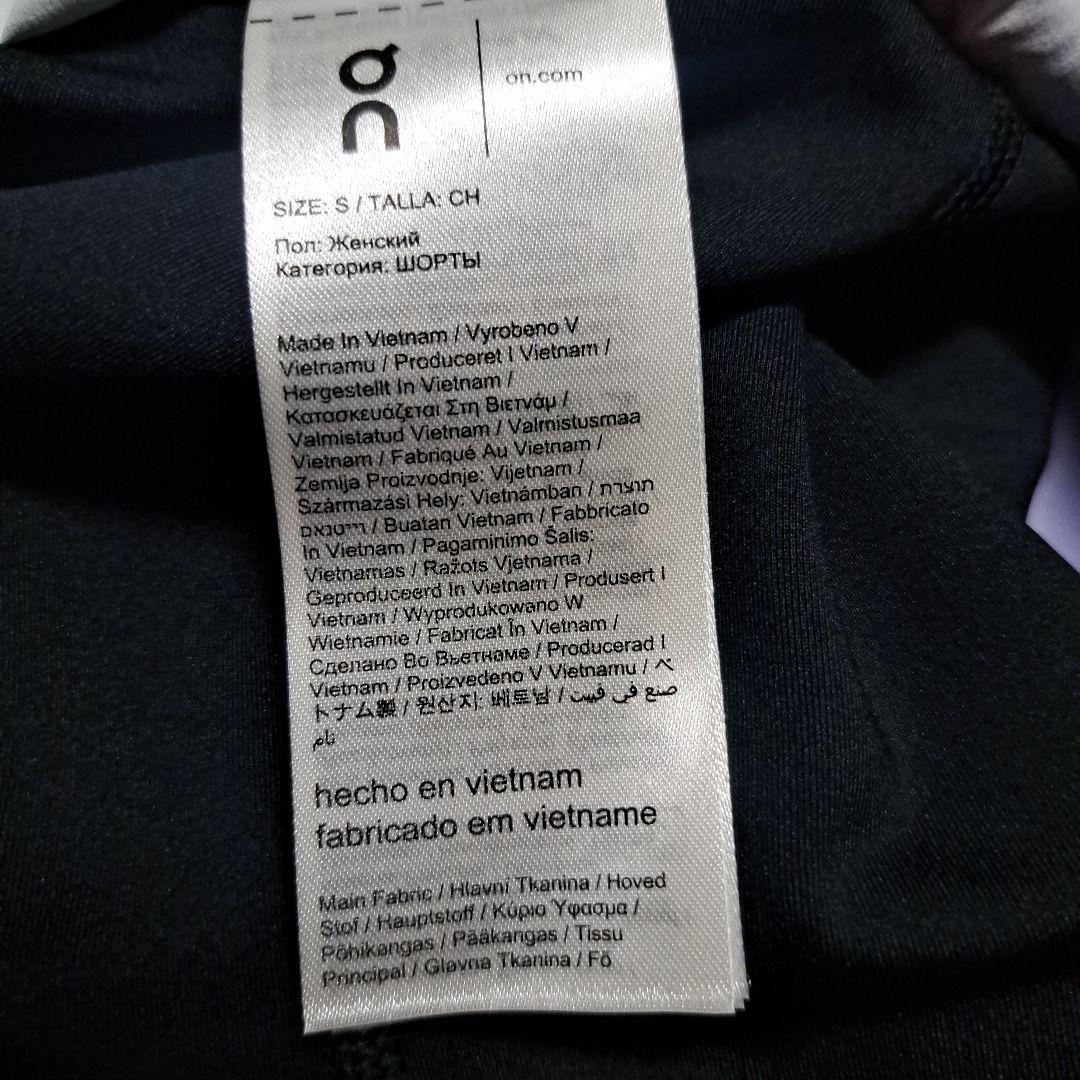 on
on.com
SIZE: S / TALLA: CH
Пол: Женский
Категория: ШОРТЫ
Made In Vietnam / Vyrobeno V
Vietnamu / Produceret I Vietnam /
Hergestellt In Vietnam /
Κατασκευάζεται Στη Βιετνάμ /
Valmistatud Vietnam / Valmistusmaa
Vietnam / Fabriqué Au Vietnam /
Zemlja Proizvodnje: Vijetnam /
Származási Hely: Vietnámban / תוצרת
וייטנאם / Buatan Vietnam / Fabbricato
In Vietnam / Pagaminimo Šalis:
Vietnamas / Ražots Vjetnama /
Geproduceerd In Vietnam / Produsert I
Vietnam / Wyprodukowano W
Wietnamie / Fabricat În Vietnam /
Сделано Во Вьетнаме / Producerad I
Vietnam / Proizvedeno V Vietnamu / ベ
トナム製 / 원산지: 베트남 / صنع في فييت
نام
hecho en vietnam
fabricado em vietname
Main Fabric / Hlavní Tkanina / Hoved
Stof / Hauptstoff / Κύριο Ύφασμα /
Põhikangas / Pääkangas / Tissu
Principal / Glavna Tkanina / Fő